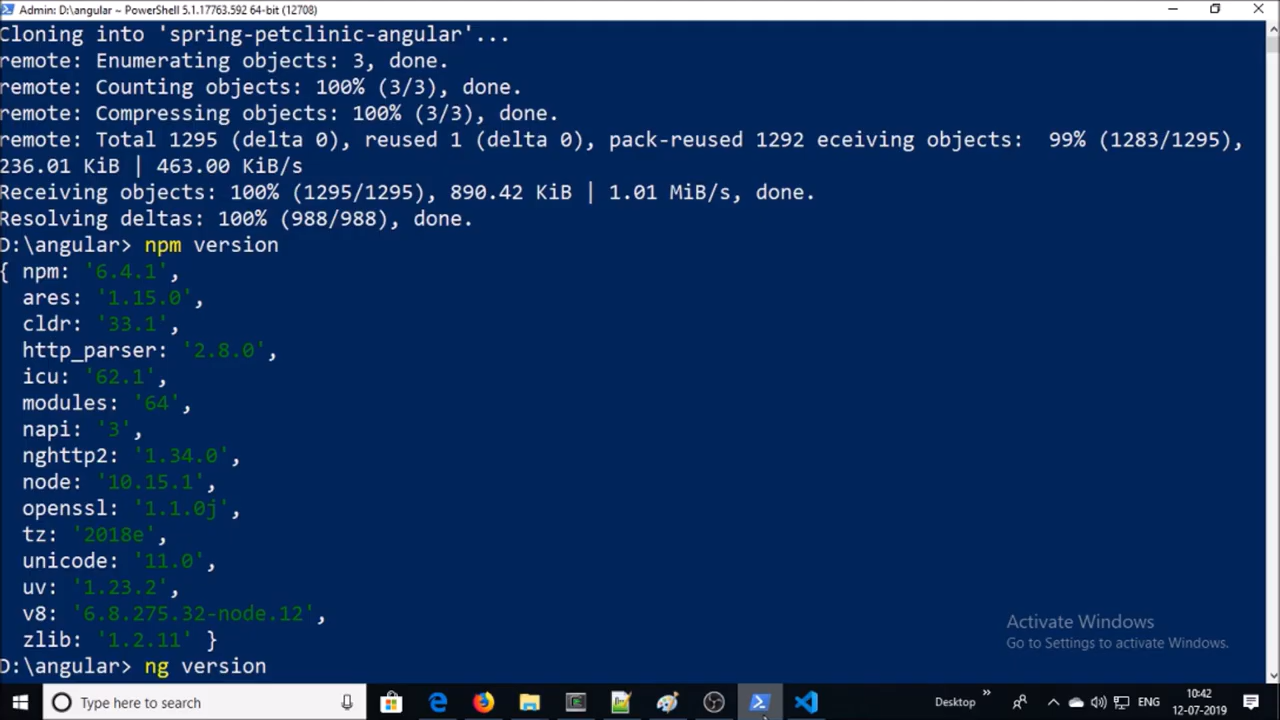 Admin: D:\angular ~ PowerShell 5.1.17763.592 64-bit (12708)
Cloning into 'spring-petclinic-angular'...
remote: Enumerating objects: 3, done.
remote: Counting objects: 100% (3/3), done.
remote: Compressing objects: 100% (3/3), done.
remote: Total 1295 (delta 0), reused 1 (delta 0), pack-reused 1292 eceiving objects:  99% (1283/1295),
236.01 KiB | 463.00 KiB/s
Receiving objects: 100% (1295/1295), 890.42 KiB | 1.01 MiB/s, done.
Resolving deltas: 100% (988/988), done.
D:\angular> npm version
{ npm: '6.4.1',
  ares: '1.15.0',
  cldr: '33.1',
  http_parser: '2.8.0',
  icu: '62.1',
  modules: '64',
  napi: '3',
  nghttp2: '1.34.0',
  node: '10.15.1',
  openssl: '1.1.0j',
  tz: '2018e',
  unicode: '11.0',
  uv: '1.23.2',
  v8: '6.8.275.32-node.12',
  zlib: '1.2.11' }
D:\angular> ng version
Activate Windows
Go to Settings to activate Windows.
Type here to search
Desktop
ENG
10:42
12-07-2019